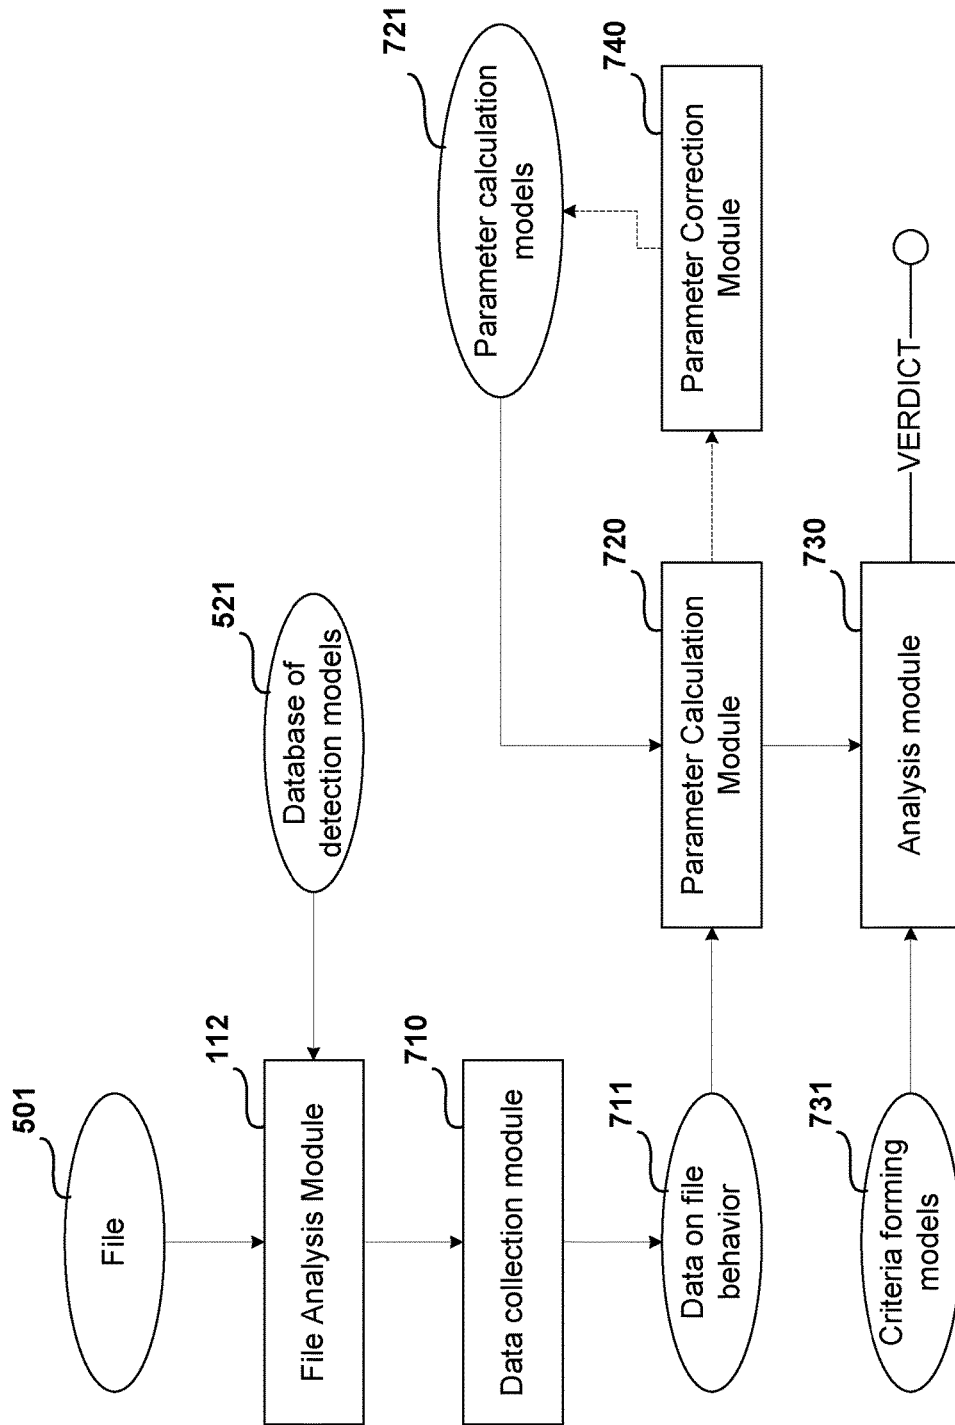 501
File
112
File Analysis Module
521
Database of
detection models
710
Data collection module
711
Data on file
behavior
720
Parameter Calculation
Module
721
Parameter calculation
models
740
Parameter Correction
Module
731
Criteria forming
models
730
Analysis module
VERDICT